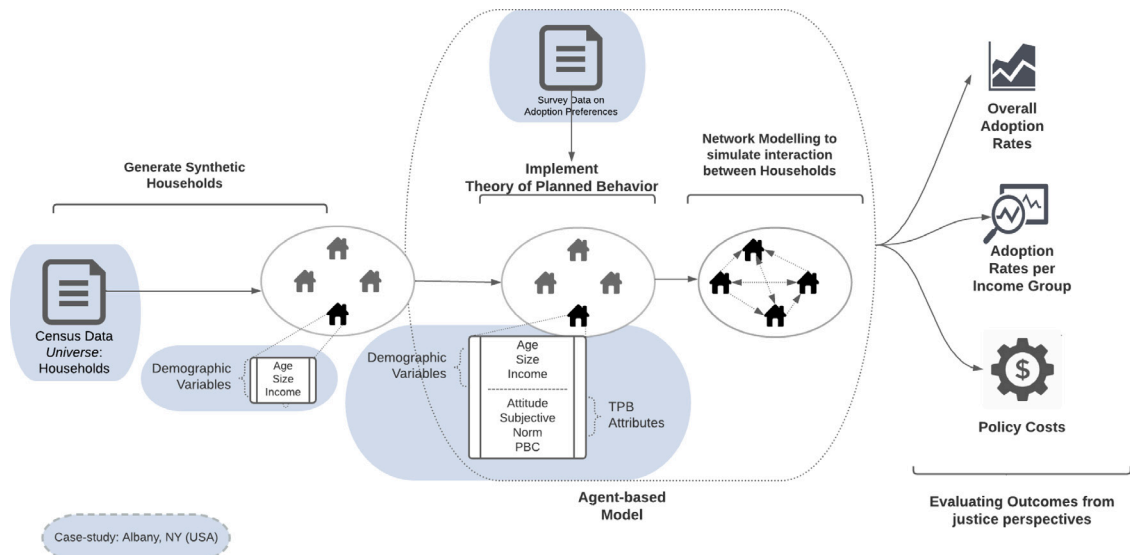 Generate Synthetic
Households
Census Data
Universe:
Households
Demographic
Variables
Age
Size
Income
Survey Data on
Adoption Preferences
Implement
Theory of Planned Behavior
Demographic
Variables
Age
Size
Income
Attitude
Subjective
Norm
PBC
TPB
Attributes
Network Modelling to
simulate interaction
between Households
Agent-based
Model
Overall
Adoption
Rates
Adoption
Rates per
Income Group
$
Policy Costs
Evaluating Outcomes from
justice perspectives
Case-study: Albany, NY (USA)